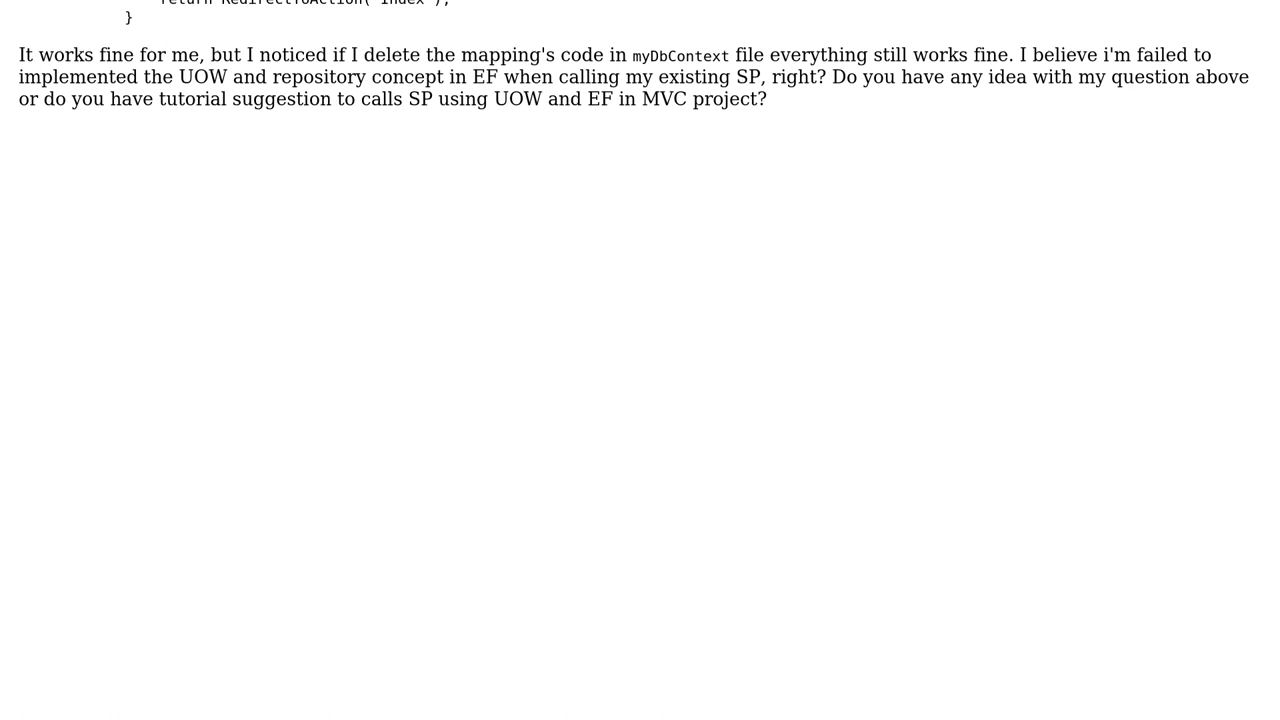 return RedirectToAction("Index");
}
It works fine for me, but I noticed if I delete the mapping's code in myDbContext file everything still works fine. I believe i'm failed to
implemented the UOW and repository concept in EF when calling my existing SP, right? Do you have any idea with my question above
or do you have tutorial suggestion to calls SP using UOW and EF in MVC project?